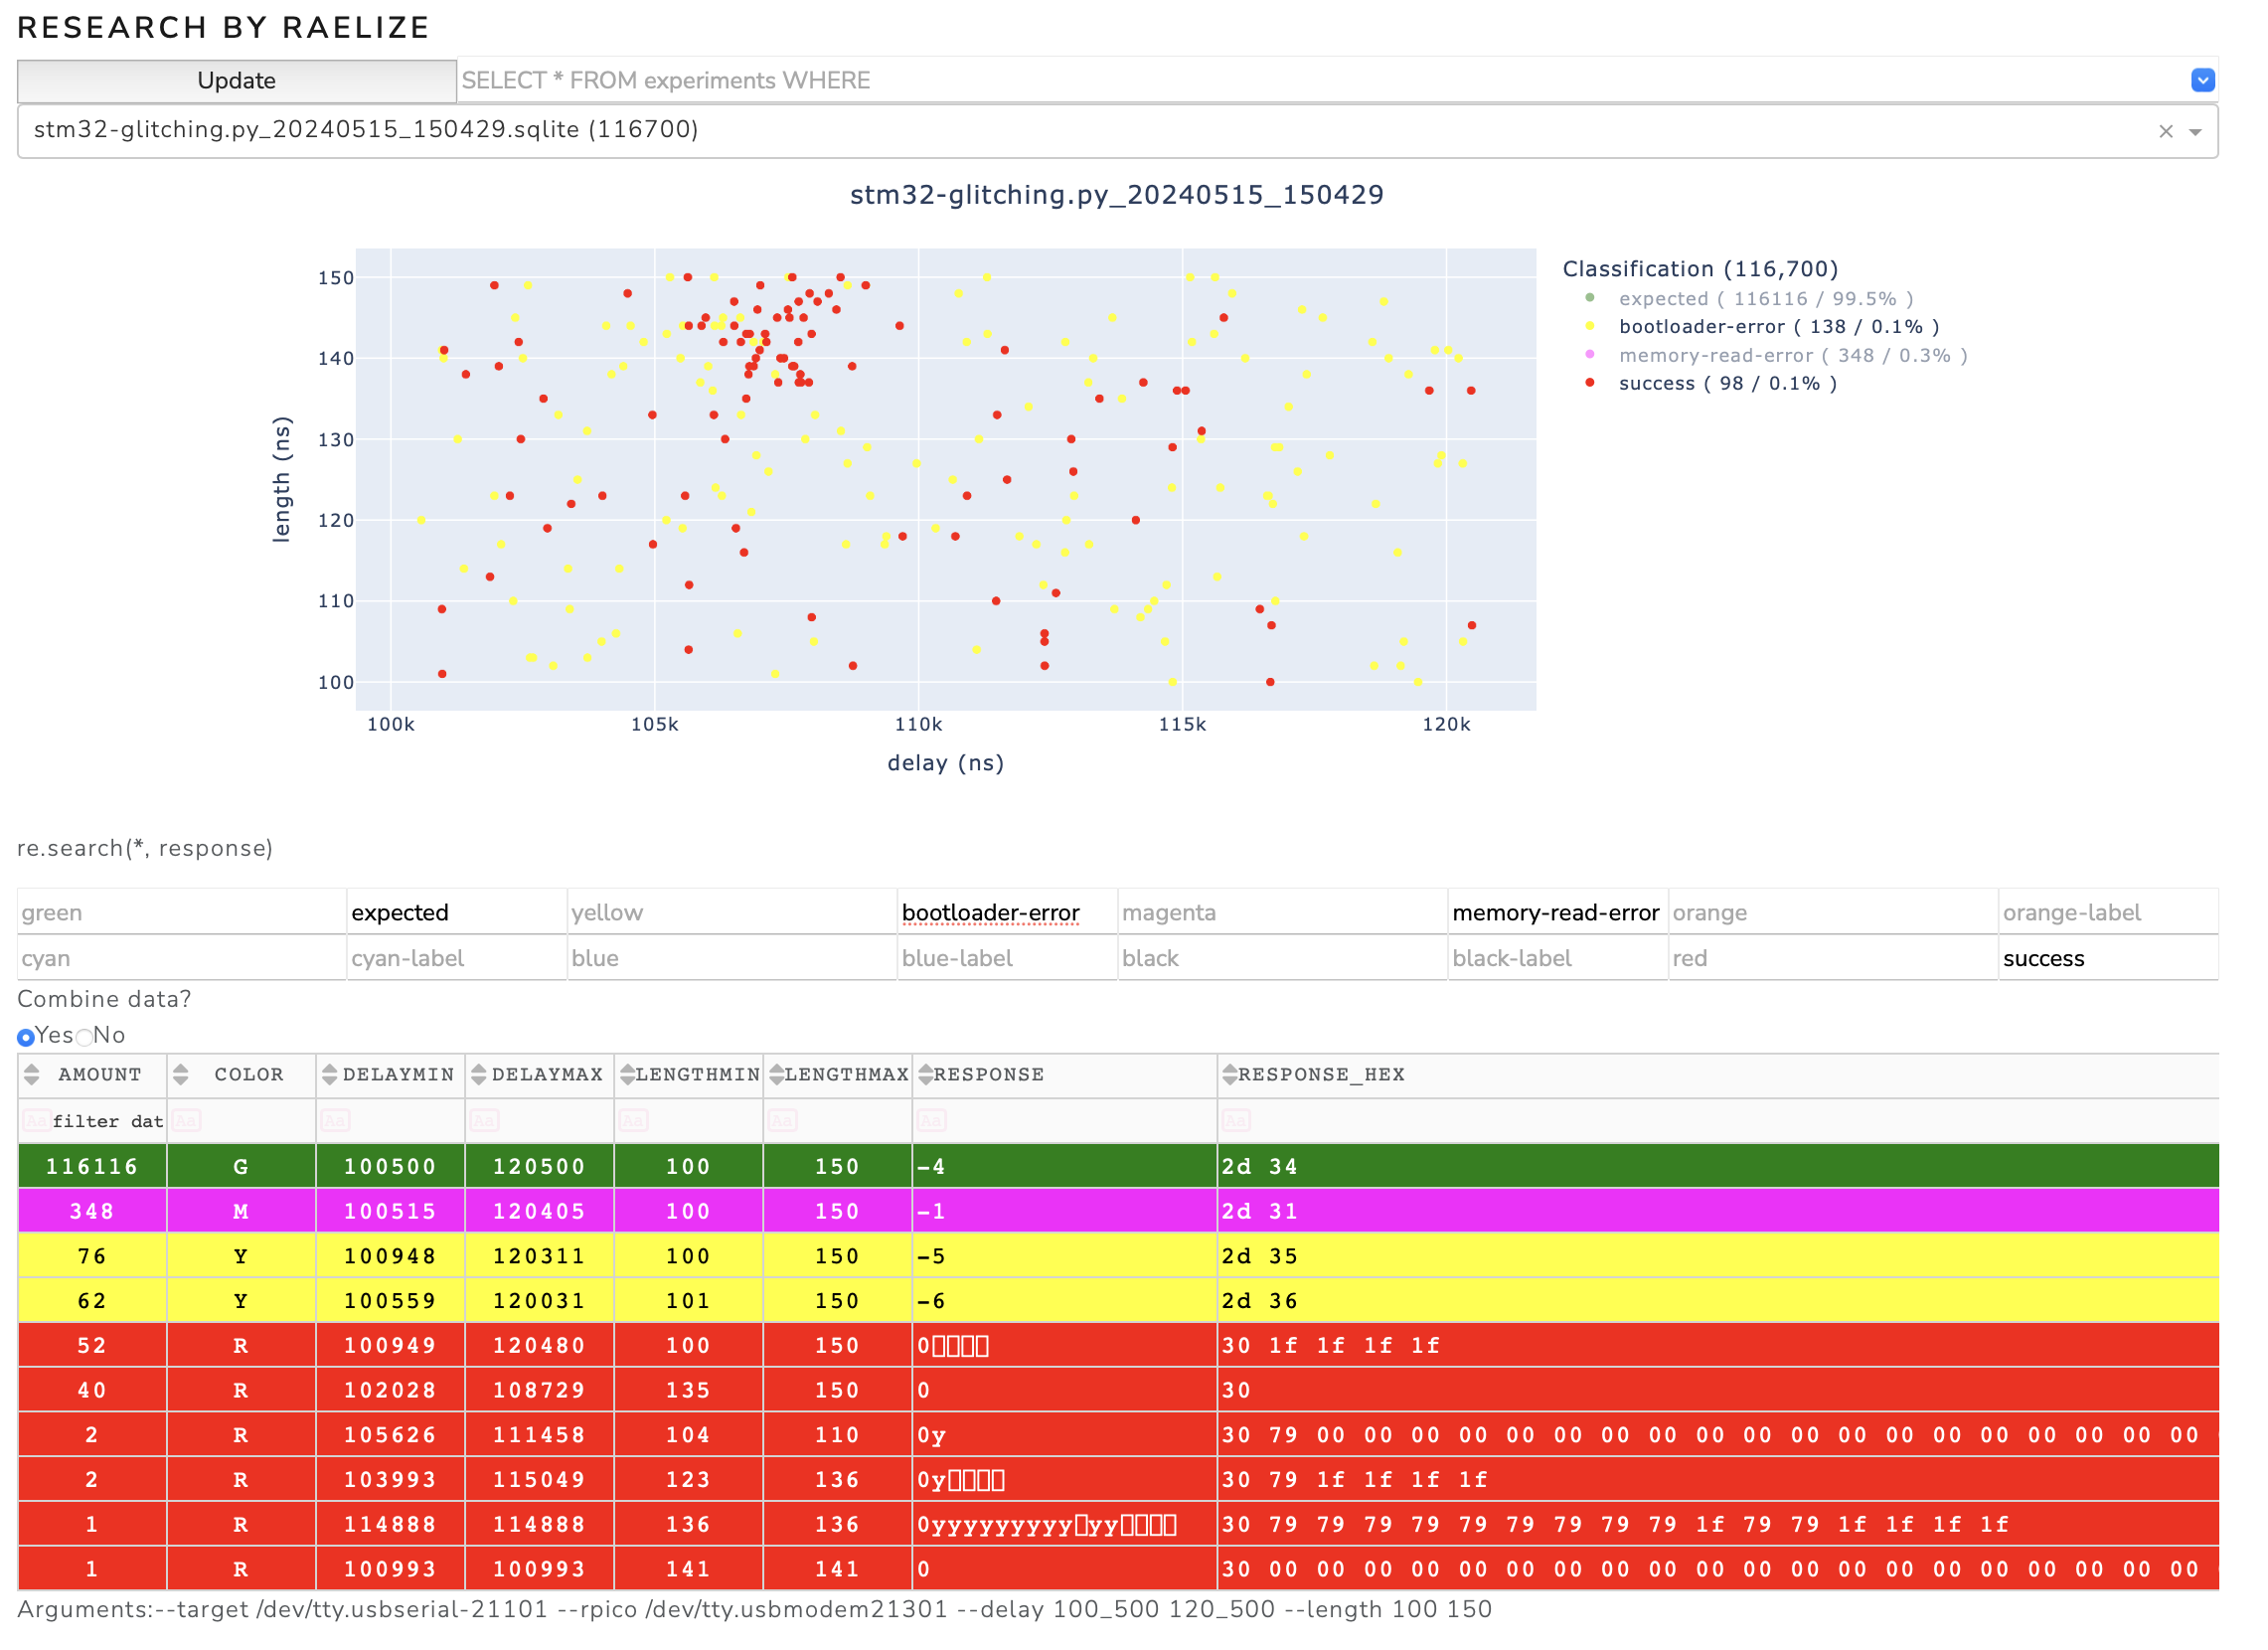 RESEARCH BY RAELIZE
Update SELECT * FROM experiments WHERE
stm32-glitching.py_20240515_150429.sqlite (116700) ×
stm32-glitching.py_20240515_150429
150
140
130
120
110
100
length (ns)
100k 105k 110k 115k 120k
delay (ns)
Classification (116,700)
expected ( 116116 / 99.5% )
bootloader-error ( 138 / 0.1% )
memory-read-error ( 348 / 0.3% )
success ( 98 / 0.1% )
re.search(*, response)
green expected yellow bootloader-error magenta memory-read-error orange orange-label
cyan cyan-label blue blue-label black black-label red success
Combine data?
Yes No
AMOUNT COLOR DELAYMIN DELAYMAX LENGTHMIN LENGTHMAX RESPONSE RESPONSE_HEX
Aa filter dat Aa Aa Aa Aa Aa Aa Aa
116116 G 100500 120500 100 150 -4 2d 34
348 M 100515 120405 100 150 -1 2d 31
76 Y 100948 120311 100 150 -5 2d 35
62 Y 100559 120031 101 150 -6 2d 36
52 R 100949 120480 100 150 0▯▯▯▯ 30 1f 1f 1f 1f
40 R 102028 108729 135 150 0 30
2 R 105626 111458 104 110 0y 30 79 00 00 00 00 00 00 00 00 00 00 00 00 00 00 00 00 00 00 00
2 R 103993 115049 123 136 0y▯▯▯▯ 30 79 1f 1f 1f 1f
1 R 114888 114888 136 136 0yyyyyyyyy▯yy▯▯▯▯ 30 79 79 79 79 79 79 79 79 79 1f 79 79 1f 1f 1f 1f
1 R 100993 100993 141 141 0 30 00 00 00 00 00 00 00 00 00 00 00 00 00 00 00 00 00 00 00 00
Arguments:--target /dev/tty.usbserial-21101 --rpico /dev/tty.usbmodem21301 --delay 100_500 120_500 --length 100 150